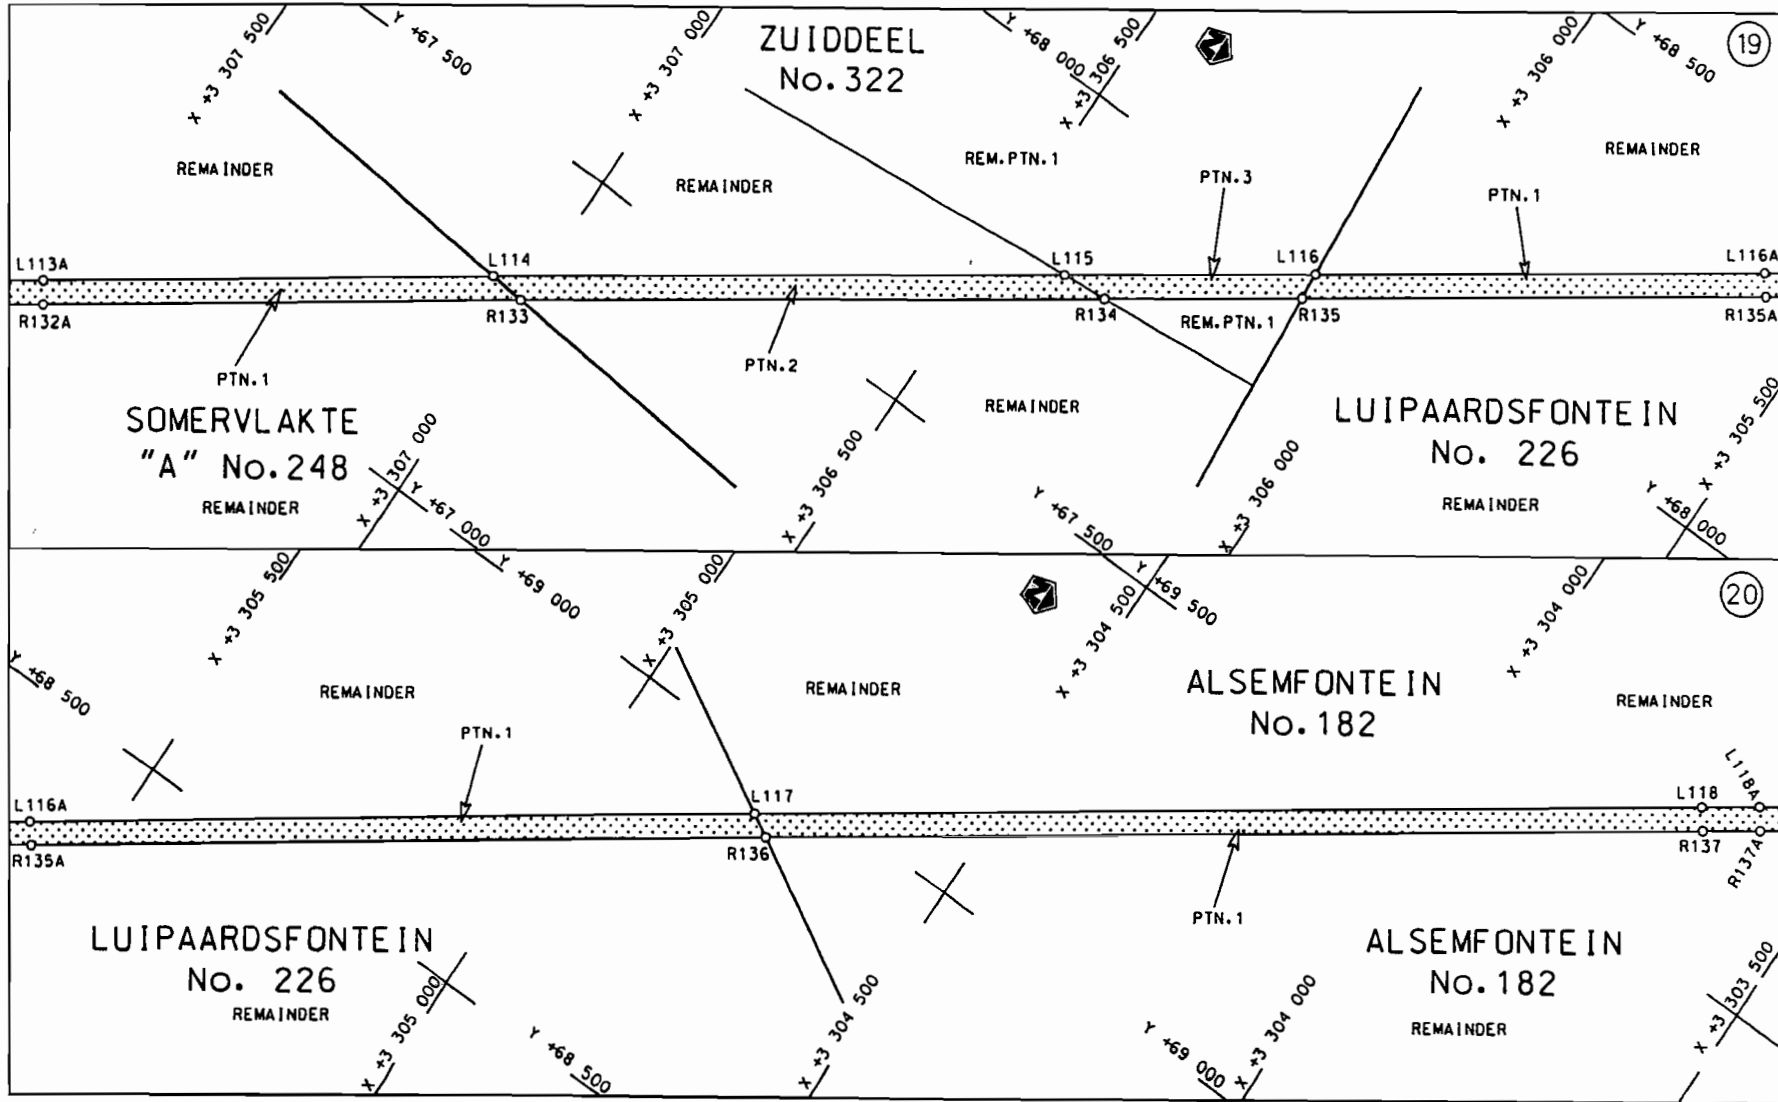 X +3 307 500
Y +67 500
X +3 307 000
ZUIDDEEL
No.322
Y +68 000
X +3 306 500
N
X +3 306 000
Y +68 500
19
REMAINDER
REMAINDER
REM.PTN.1
PTN.3
PTN.1
REMAINDER
L113A
L114
L115
L116
L116A
R132A
R133
R134
REM.PTN.1
R135
R135A
PTN.1
PTN.2
SOMERVLAKTE
"A" No.248
REMAINDER
X +3 307 000
Y +67 000
X +3 306 500
REMAINDER
Y +67 500
X +3 306 000
LUIPAARDSFONTEIN
No. 226
REMAINDER
X +3 305 500
Y +68 000
X +3 305 500
Y +69 000
X +3 305 000
N
X +3 304 500
Y +69 500
X +3 304 000
20
Y +68 500
REMAINDER
REMAINDER
ALSEMFONTEIN
No.182
REMAINDER
PTN.1
L116A
L117
L118
L118A
R135A
R136
R137
R137A
PTN.1
LUIPAARDSFONTEIN
No. 226
REMAINDER
X +3 305 000
Y +68 500
X +3 304 500
Y +69 000
X +3 304 000
ALSEMFONTEIN
No.182
REMAINDER
X +3 303 500